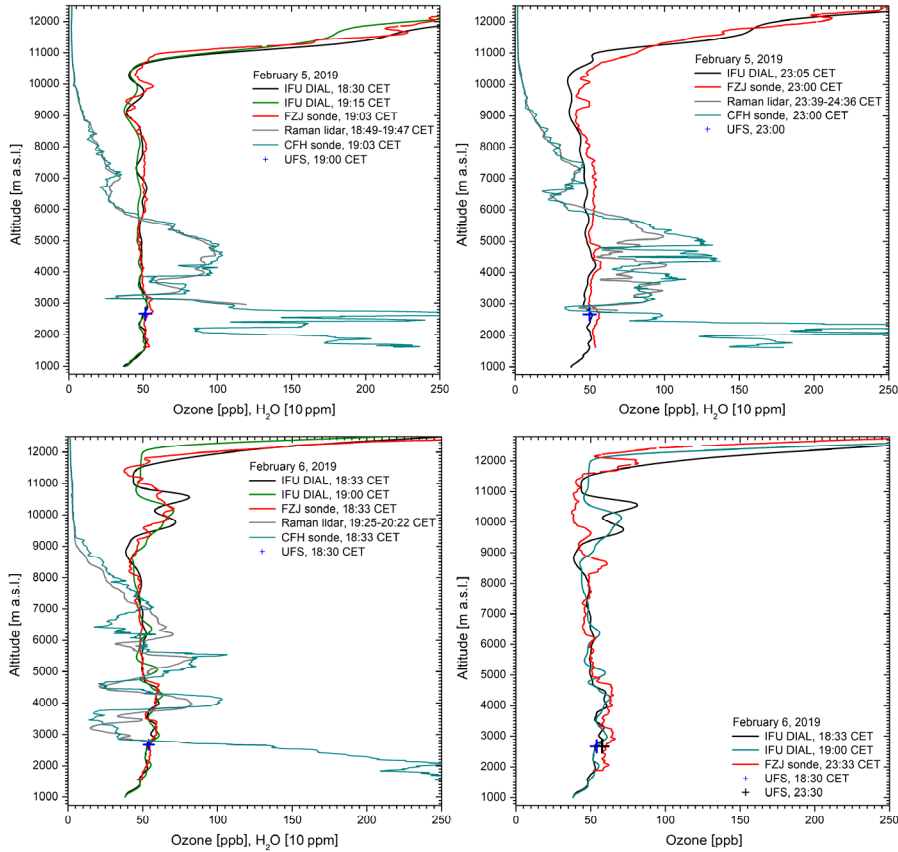 12000
11000
10000
9000
8000
7000
6000
5000
4000
3000
2000
1000
Altitude [m a.s.l.]
February 5, 2019
IFU DIAL, 18:30 CET
IFU DIAL, 19:15 CET
FZJ sonde, 19:03 CET
Raman lidar, 18:49-19:47 CET
CFH sonde, 19:03 CET
UFS, 19:00 CET
0 50 100 150 200 250
Ozone [ppb], H2O [10 ppm]
12000
11000
10000
9000
8000
7000
6000
5000
4000
3000
2000
1000
Altitude [m a.s.l.]
February 5, 2019
IFU DIAL, 23:05 CET
FZJ sonde, 23:00 CET
Raman lidar, 23:39-24:36 CET
CFH sonde, 23:00 CET
UFS, 23:00
0 50 100 150 200 250
Ozone [ppb], H2O [10 ppm]
12000
11000
10000
9000
8000
7000
6000
5000
4000
3000
2000
1000
Altitude [m a.s.l.]
February 6, 2019
IFU DIAL, 18:33 CET
IFU DIAL, 19:00 CET
FZJ sonde, 18:33 CET
Raman lidar, 19:25-20:22 CET
CFH sonde, 18:33 CET
UFS, 18:30 CET
0 50 100 150 200 250
Ozone [ppb], H2O [10 ppm]
12000
11000
10000
9000
8000
7000
6000
5000
4000
3000
2000
1000
Altitude [m a.s.l.]
February 6, 2019
IFU DIAL, 18:33 CET
IFU DIAL, 19:00 CET
FZJ sonde, 23:33 CET
UFS, 18:30 CET
UFS, 23:30
0 50 100 150 200 250
Ozone [ppb]